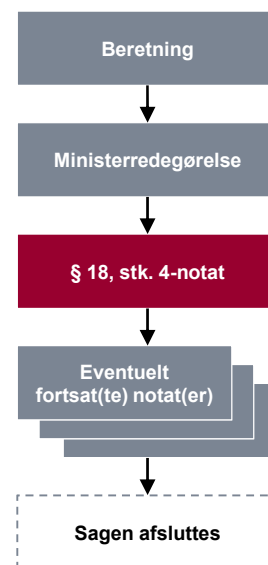 Beretning
Ministerredegørelse
§ 18, stk. 4-notat
Eventuelt
fortsat(te) notat(er)
Sagen afsluttes